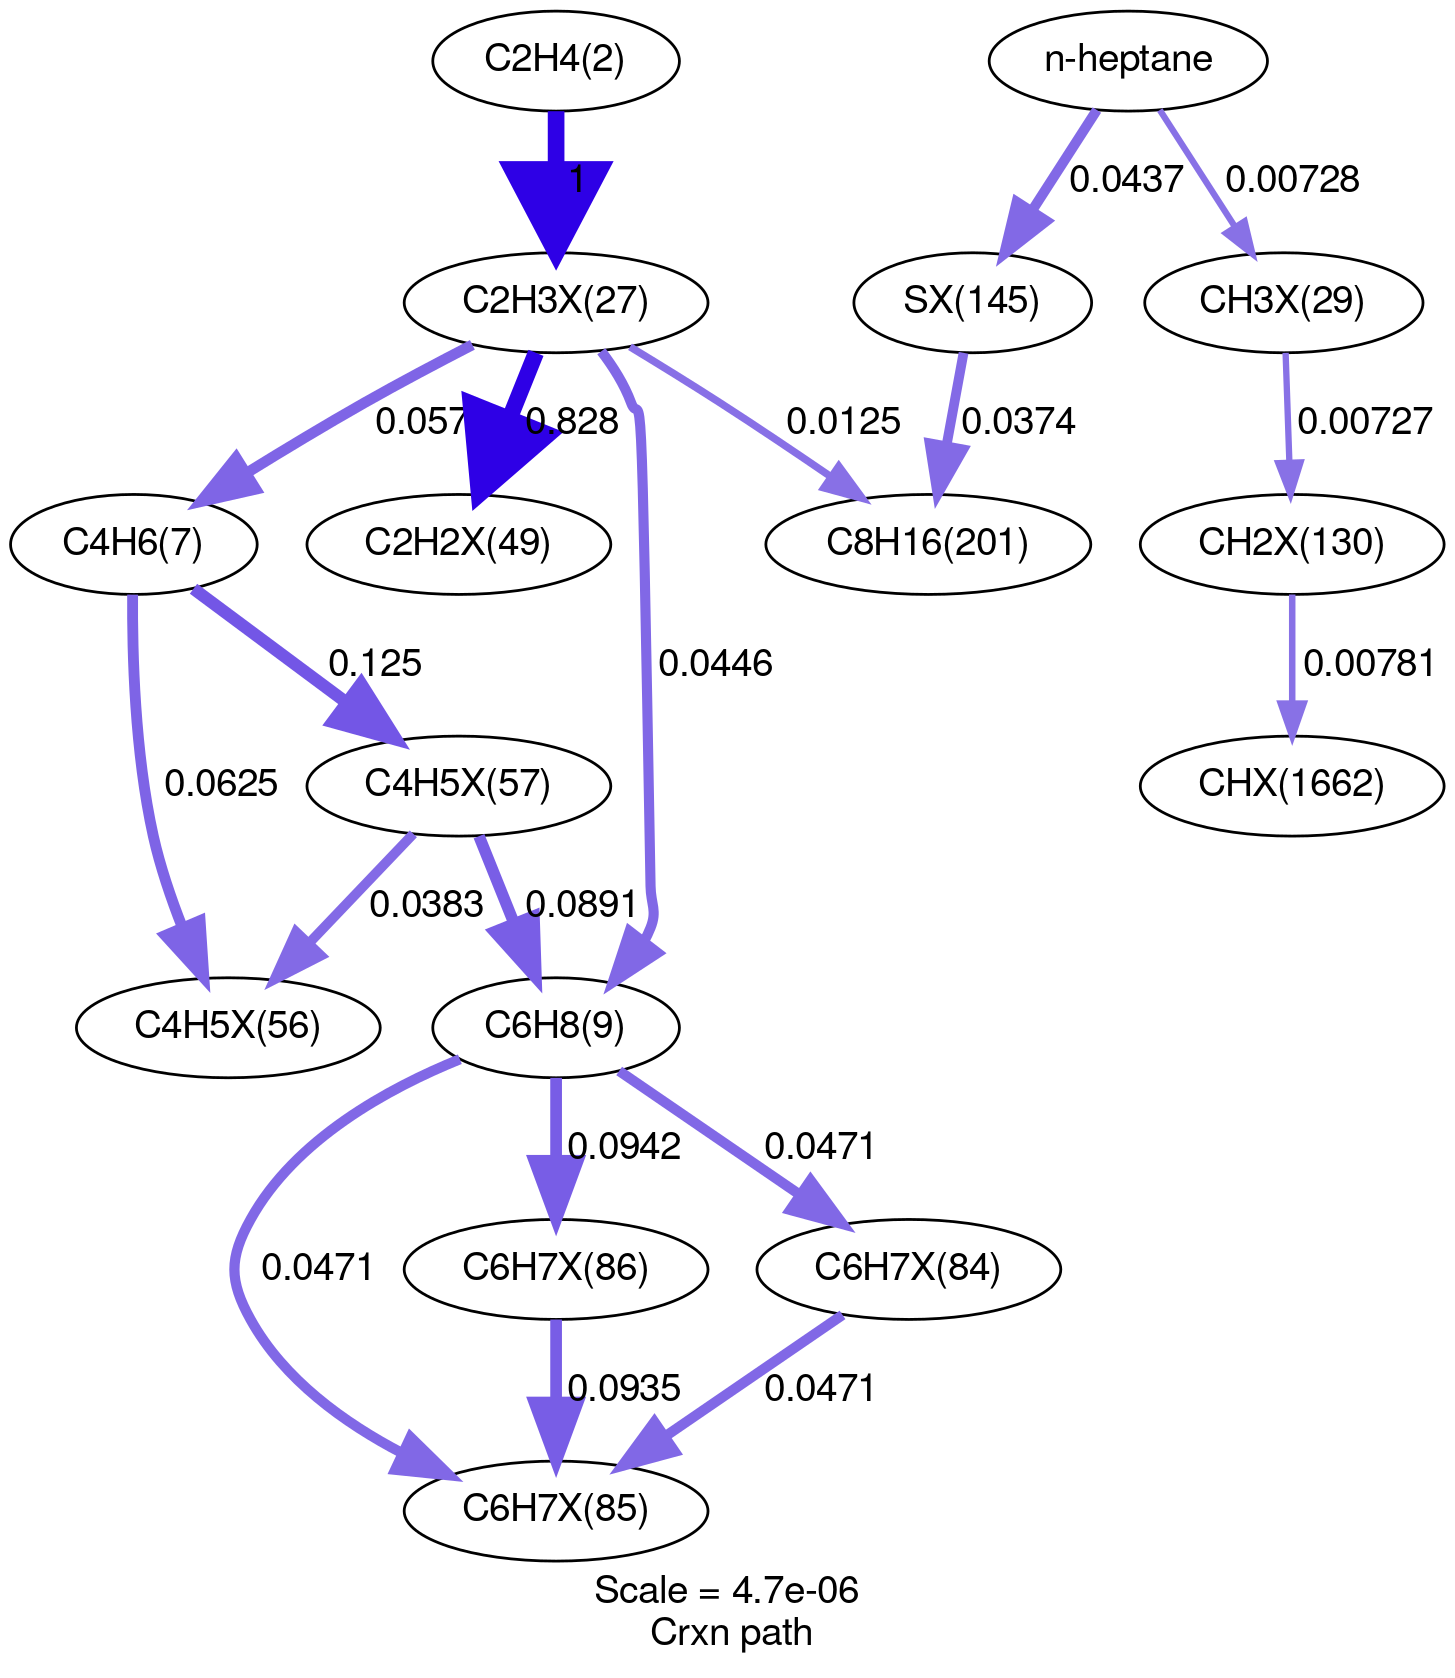 C2H4(2)
n-heptane
1
0.0437
0.00728
C2H3X(27)
SX(145)
CH3X(29)
0.057
0.828
0.0125
0.0374
0.00727
C4H6(7)
C2H2X(49)
C8H16(201)
CH2X(130)
0.125
0.0446
0.00781
0.0625
C4H5X(57)
CHX(1662)
0.0383
0.0891
C4H5X(56)
C6H8(9)
0.0942
0.0471
0.0471
C6H7X(86)
C6H7X(84)
0.0935
0.0471
C6H7X(85)
Scale = 4.7e-06
Crxn path